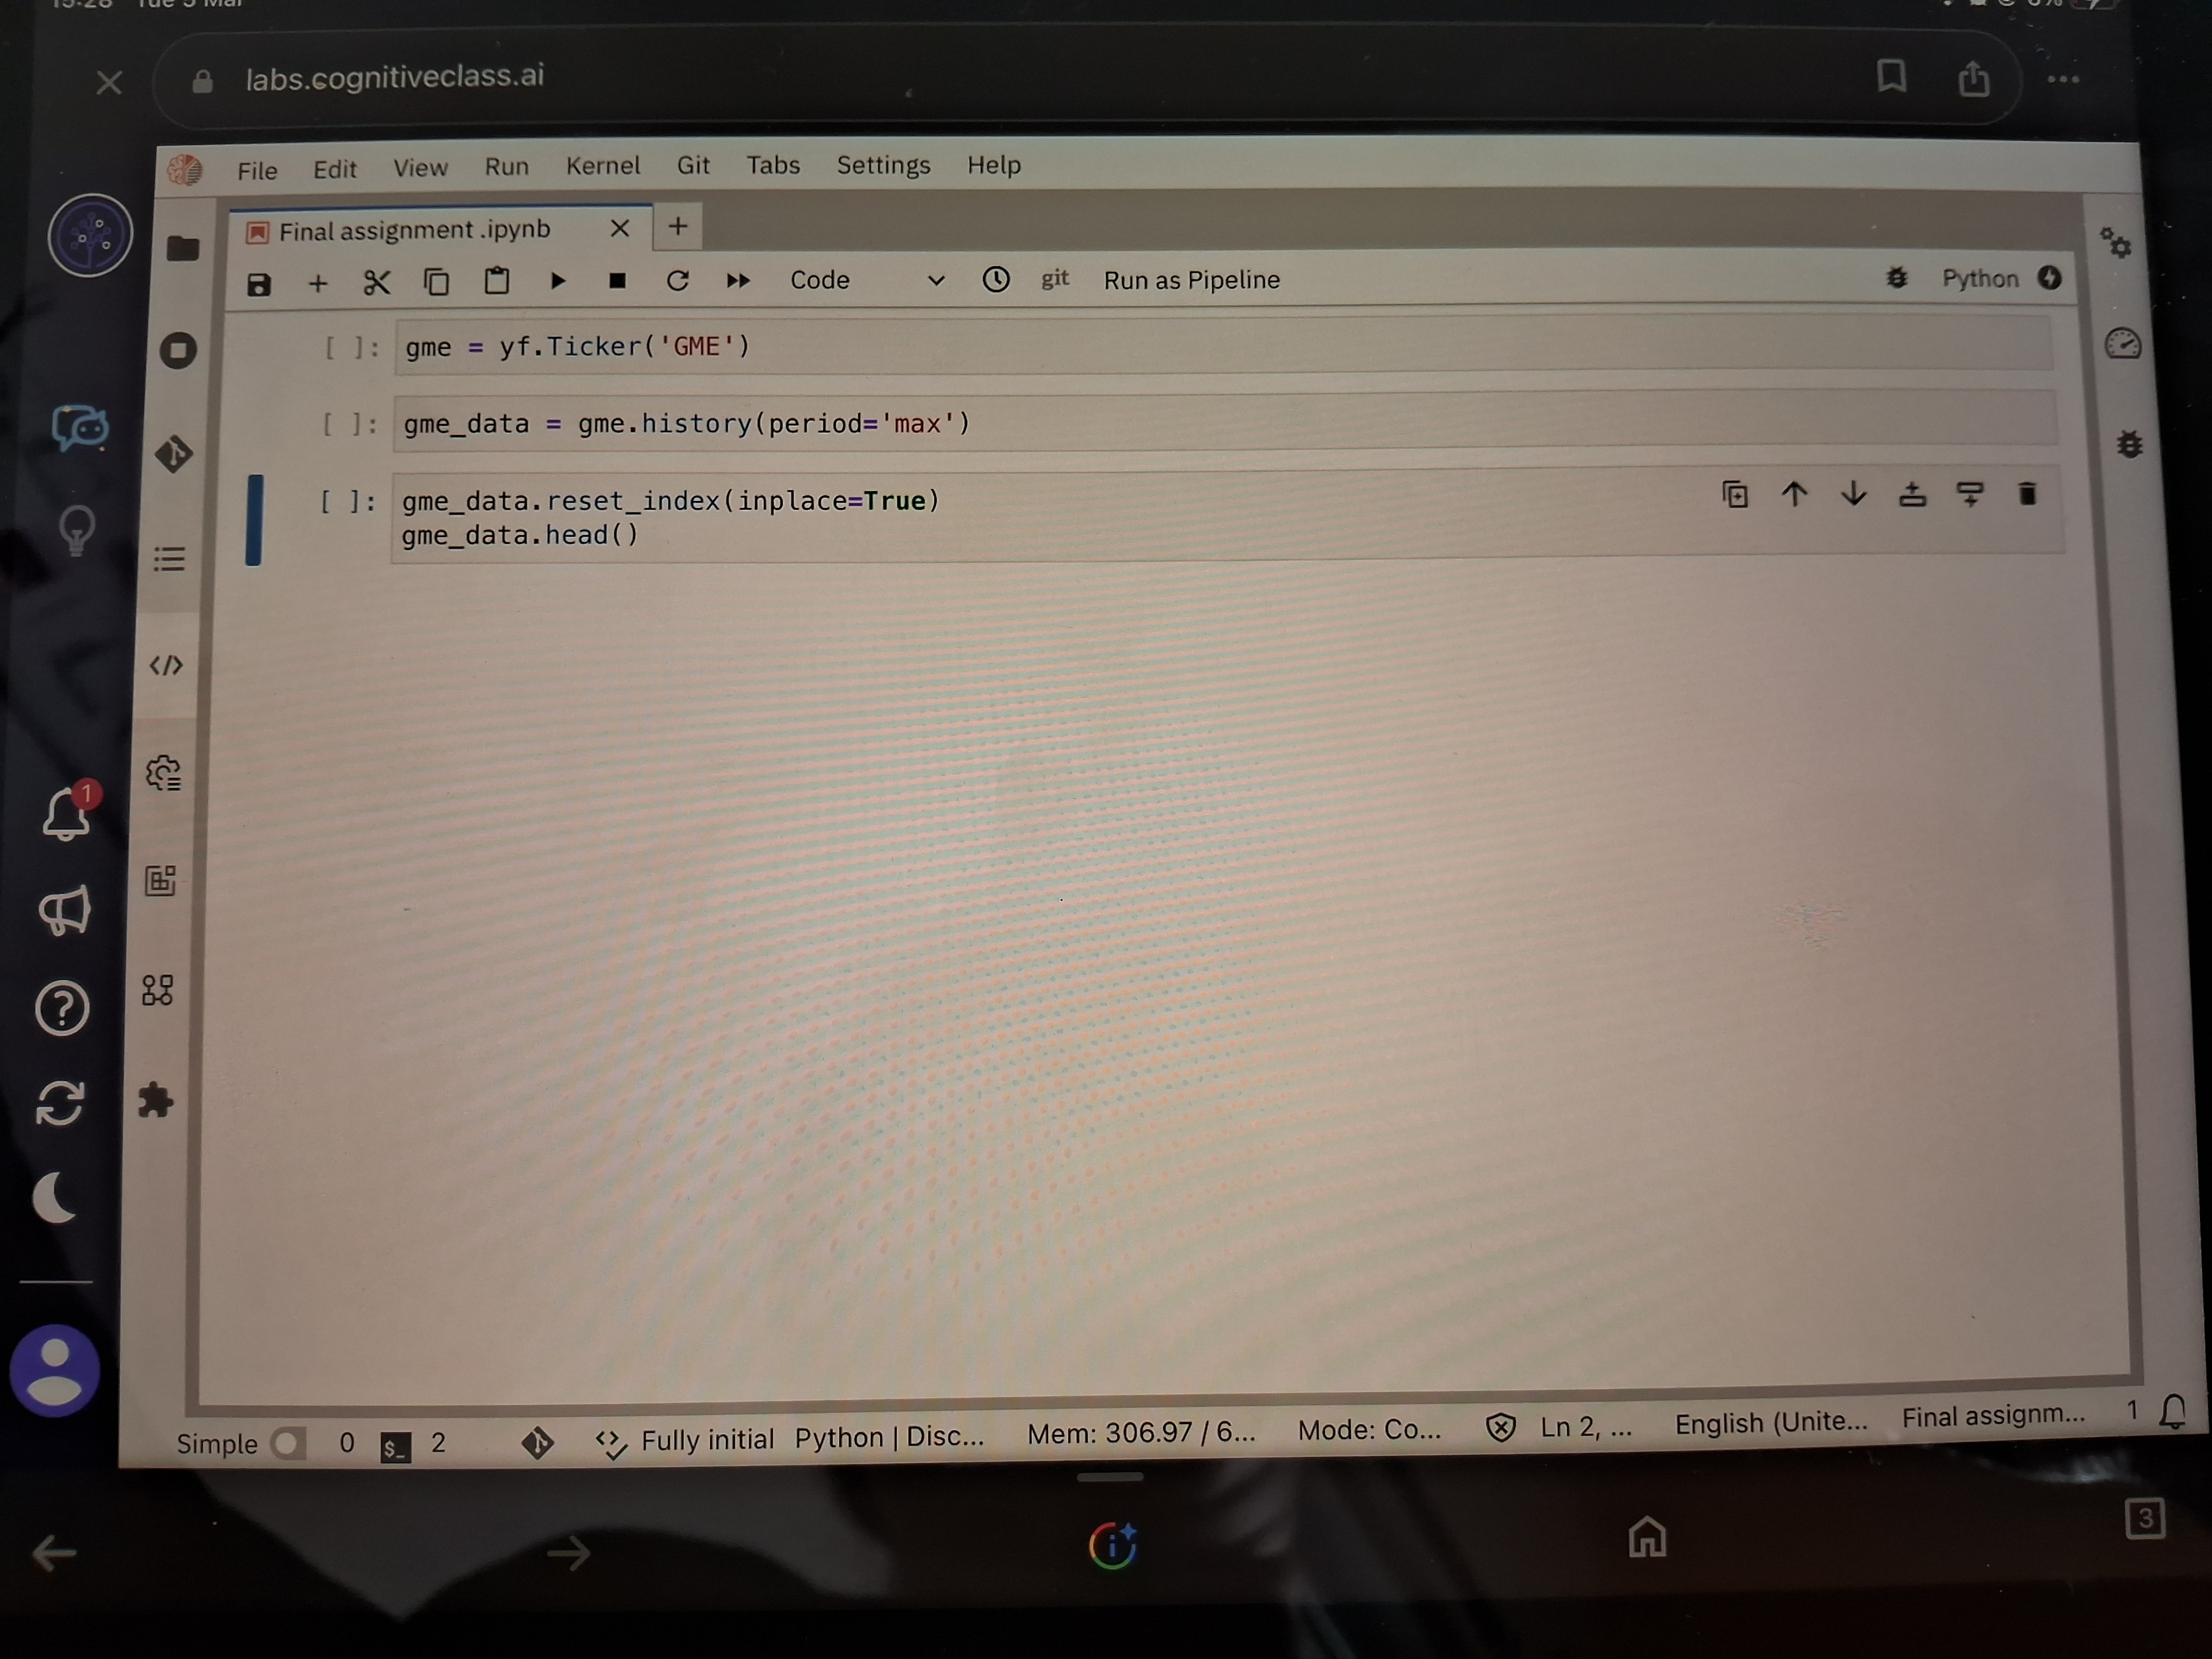 labs.cognitiveclass.ai
File Edit View Run Kernel Git Tabs Settings Help
Final assignment .ipynb
Code git Run as Pipeline Python
[ ]: gme = yf.Ticker('GME')
[ ]: gme_data = gme.history(period='max')
[ ]: gme_data.reset_index(inplace=True)
gme_data.head()
1
Simple 0 $_ 2 Fully initial Python | Disc... Mem: 306.97 / 6... Mode: Co... Ln 2, ... English (Unite... Final assignm... 1
3